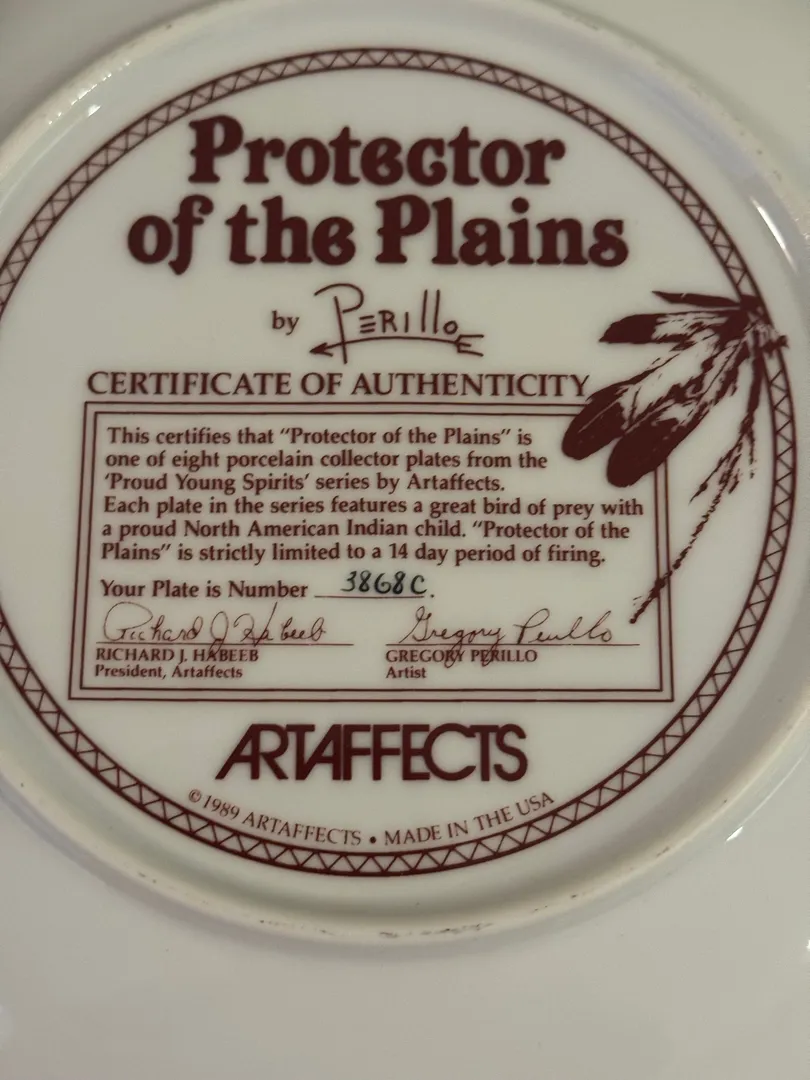 Protector
of the Plains
by PERillo
CERTIFICATE OF AUTHENTICITY
This certifies that “Protector of the Plains” is
one of eight porcelain collector plates from the
‘Proud Young Spirits’ series by Artaffects.
Each plate in the series features a great bird of prey with
a proud North American Indian child. “Protector of the
Plains” is strictly limited to a 14 day period of firing.
Your Plate is Number 3868C.
Richard J. Habeeb Gregory Perillo
RICHARD J. HABEEB GREGORY PERILLO
President, Artaffects Artist
ARTAFFECTS
©1989 ARTAFFECTS • MADE IN THE USA